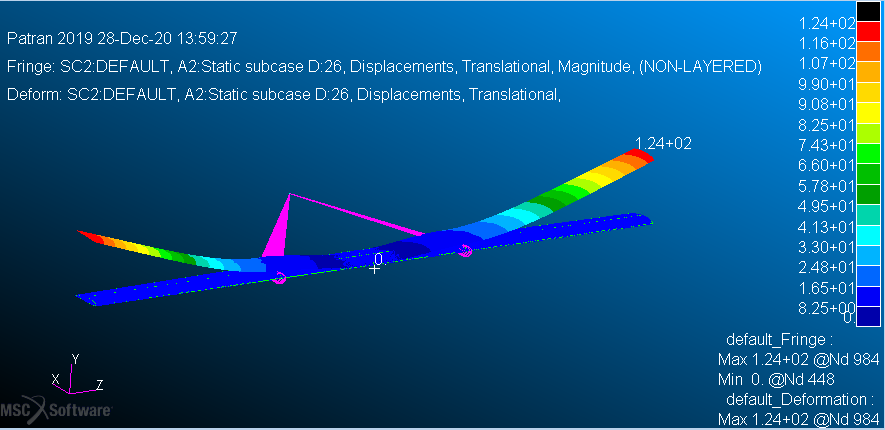 Patran 2019 28-Dec-20 13:59:27
Fringe: SC2:DEFAULT, A2:Static subcase D:26, Displacements, Translational, Magnitude, (NON-LAYERED)
Deform: SC2:DEFAULT, A2:Static subcase D:26, Displacements, Translational,
1.24+02
1.16+02
1.07+02
9.90+01
9.08+01
8.25+01
7.43+01
6.60+01
5.78+01
4.95+01
4.13+01
3.30+01
2.48+01
1.65+01
8.25+00
0.
1.24+02
0
default_Fringe :
Max 1.24+02 @Nd 984
Min 0. @Nd 448
default_Deformation :
Max 1.24+02 @Nd 984
Y
X
Z
MSC Software